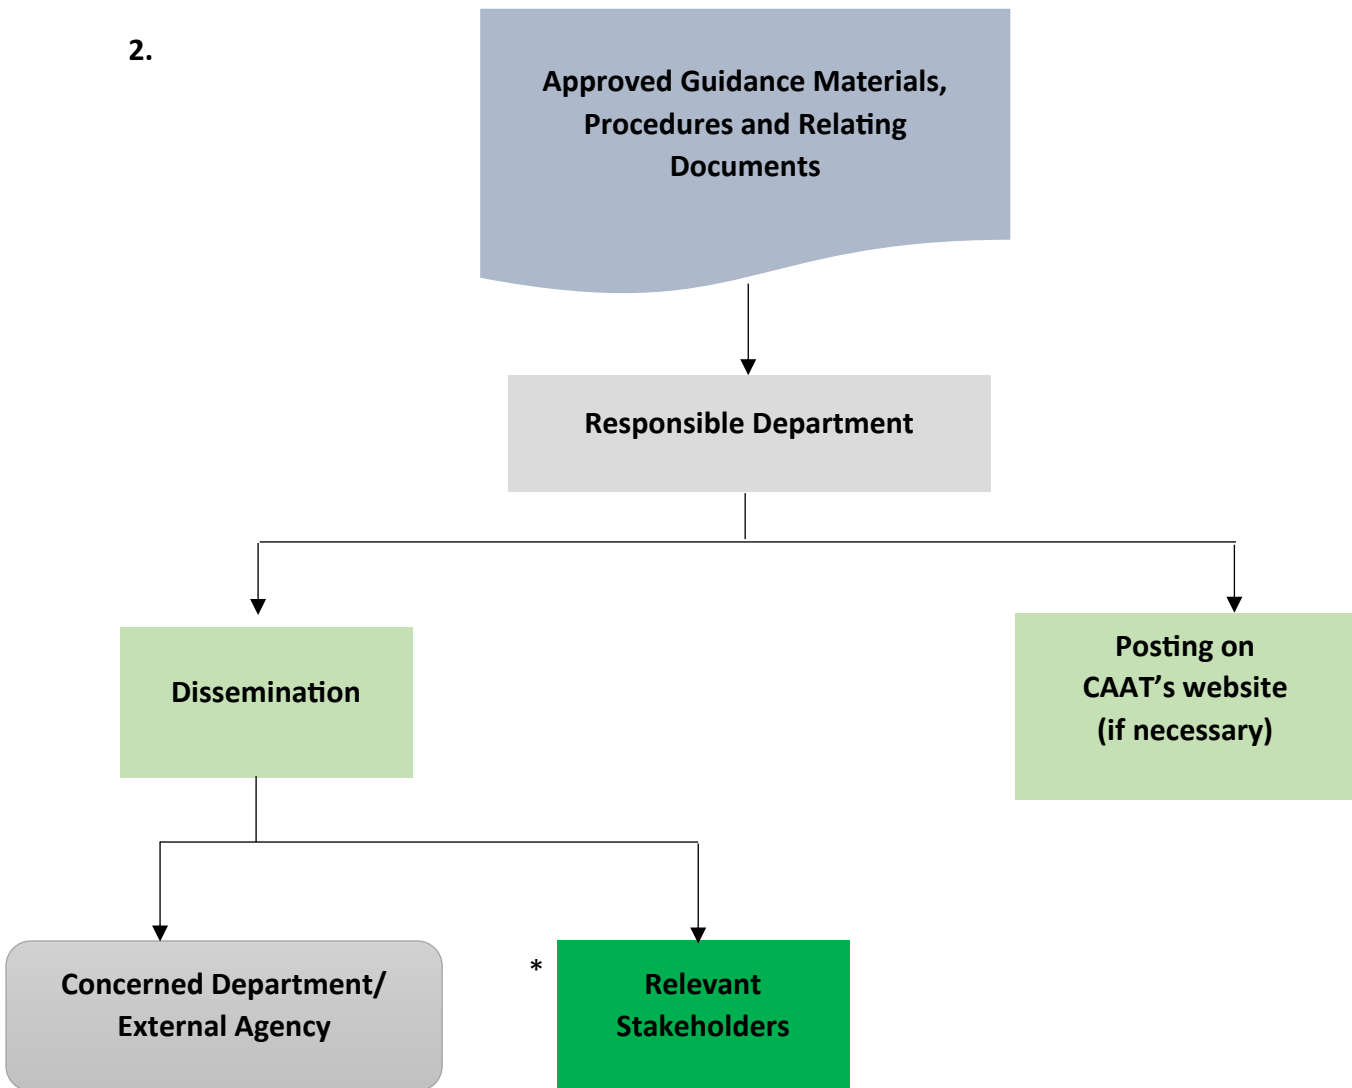 2.
Approved Guidance Materials,
Procedures and Relating
Documents
Responsible Department
Dissemination
Posting on
CAAT’s website
(if necessary)
Concerned Department/
External Agency
*
Relevant
Stakeholders